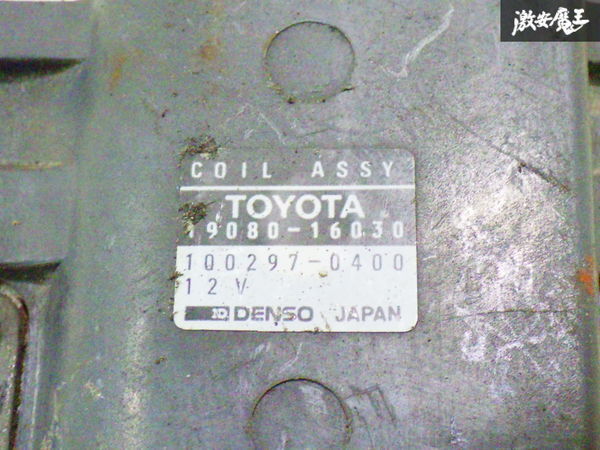 激安魔王
COIL ASSY
TOYOTA
19080-16030
100297-0400
12V
DENSO JAPAN